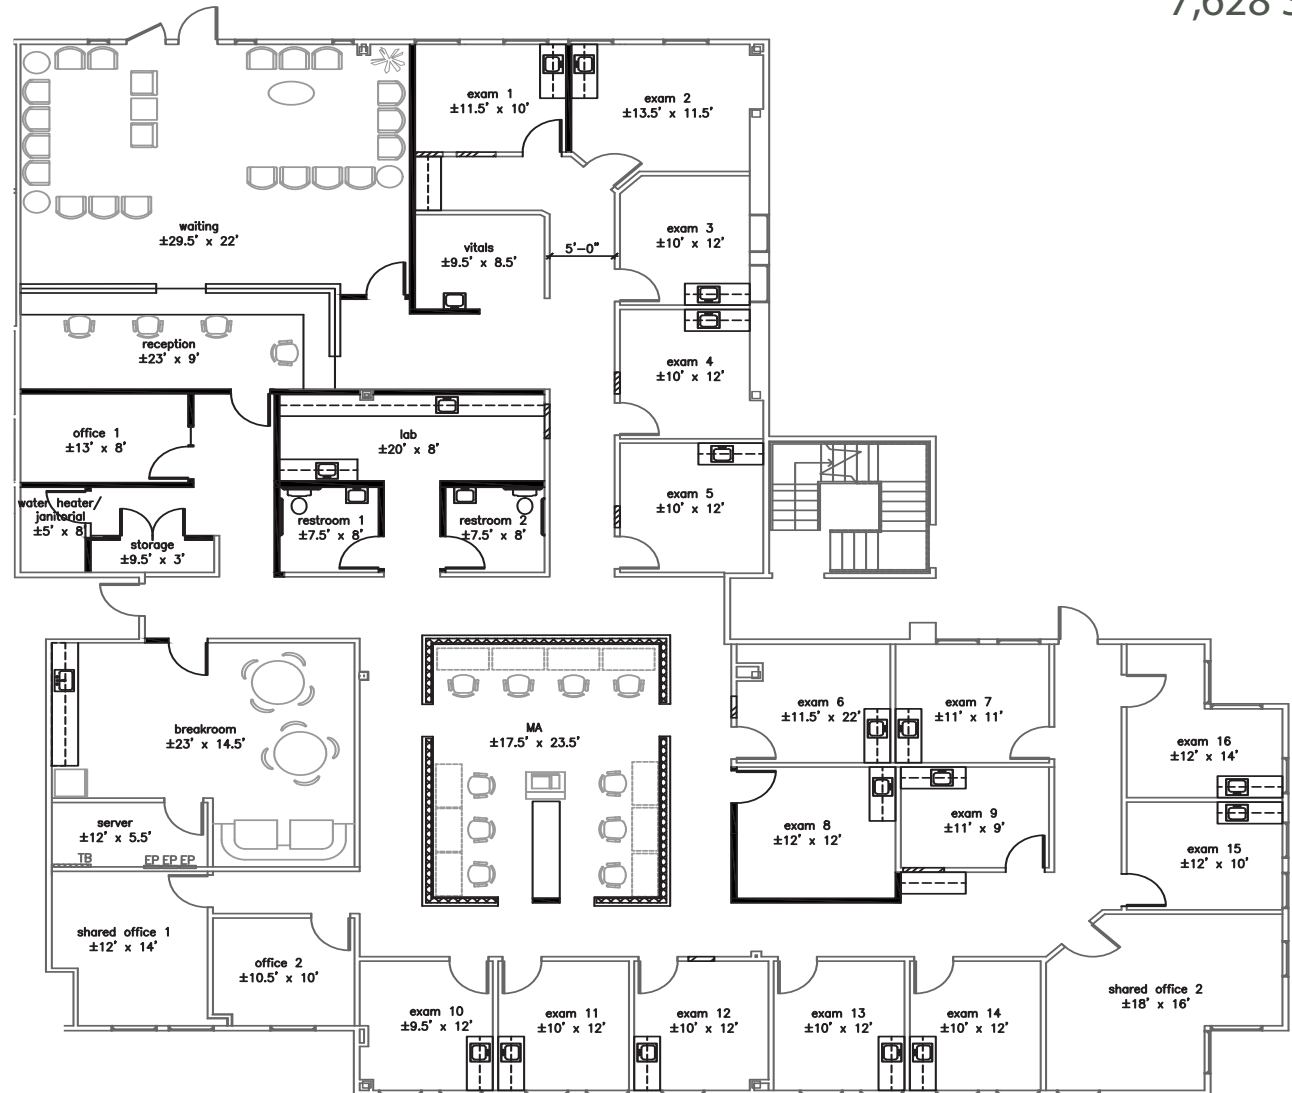 7,628 S
exam 1
±11.5' x 10'
exam 2
±13.5' x 11.5'
waiting
±29.5' x 22'
vitals
±9.5' x 8.5'
5'-0"
exam 3
±10' x 12'
reception
±23' x 9'
exam 4
±10' x 12'
office 1
±13' x 8'
lab
±20' x 8'
exam 5
±10' x 12'
water heater/
janitorial
±5' x 8'
storage
±9.5' x 3'
restroom 1
±7.5' x 8'
restroom 2
±7.5' x 8'
breakroom
±23' x 14.5'
MA
±17.5' x 23.5'
exam 6
±11.5' x 22'
exam 7
±11' x 11'
exam 16
±12' x 14'
server
±12' x 5.5'
TB
EP EP EP
exam 8
±12' x 12'
exam 9
±11' x 9'
exam 15
±12' x 10'
shared office 1
±12' x 14'
office 2
±10.5' x 10'
shared office 2
±18' x 16'
exam 10
±9.5' x 12'
exam 11
±10' x 12'
exam 12
±10' x 12'
exam 13
±10' x 12'
exam 14
±10' x 12'